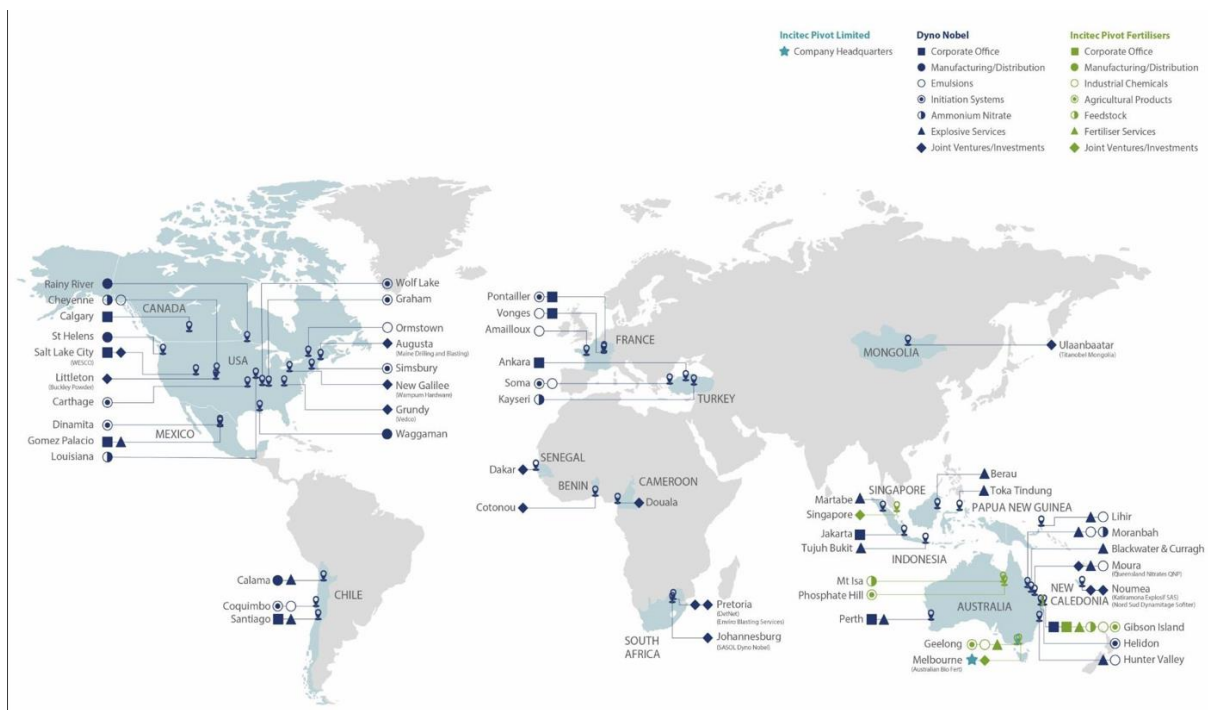 Incitec Pivot Limited
Company Headquarters
Dyno Nobel
Corporate Office
Manufacturing/Distribution
Emulsions
Initiation Systems
Ammonium Nitrate
Explosive Services
Joint Ventures/Investments
Incitec Pivot Fertilisers
Corporate Office
Manufacturing/Distribution
Industrial Chemicals
Agricultural Products
Feedstock
Fertiliser Services
Joint Ventures/Investments
Rainy River
Cheyenne
CANADA
Calgary
St Helens
USA
Salt Lake City
(WESCO)
Littleton
(Buckley Powder)
Carthage
Dinamita
MEXICO
Gomez Palacio
Louisiana
Wolf Lake
Graham
Ormstown
Augusta
(Maine Drilling and Blasting)
Simsbury
New Galilee
(Wampum Hardware)
Grundy
(Vedco)
Waggaman
Calama
CHILE
Coquimbo
Santiago
Pontailler
Vonges
Amailloux
FRANCE
Ankara
Soma
Kayseri
TURKEY
MONGOLIA
Ulaanbaatar
(Titanobel Mongolia)
SENEGAL
Dakar
BENIN
CAMEROON
Cotonou
Douala
Pretoria
(DetNet)
(Enviro Blasting Services)
SOUTH
AFRICA
Johannesburg
(SASOL Dyno Nobel)
Berau
SINGAPORE
Toka Tindung
Martabe
PAPUA NEW GUINEA
Singapore
Lihir
Jakarta
Moranbah
Tujuh Bukit
INDONESIA
Blackwater & Curragh
Moura
(Queensland Nitrates QNP)
Mt Isa
Phosphate Hill
AUSTRALIA
NEW
CALEDONIA
Noumea
(Katiramona Explosif SAS)
Perth
Gibson Island
Geelong
Helidon
Melbourne
(Australian Bio Fert)
Hunter Valley